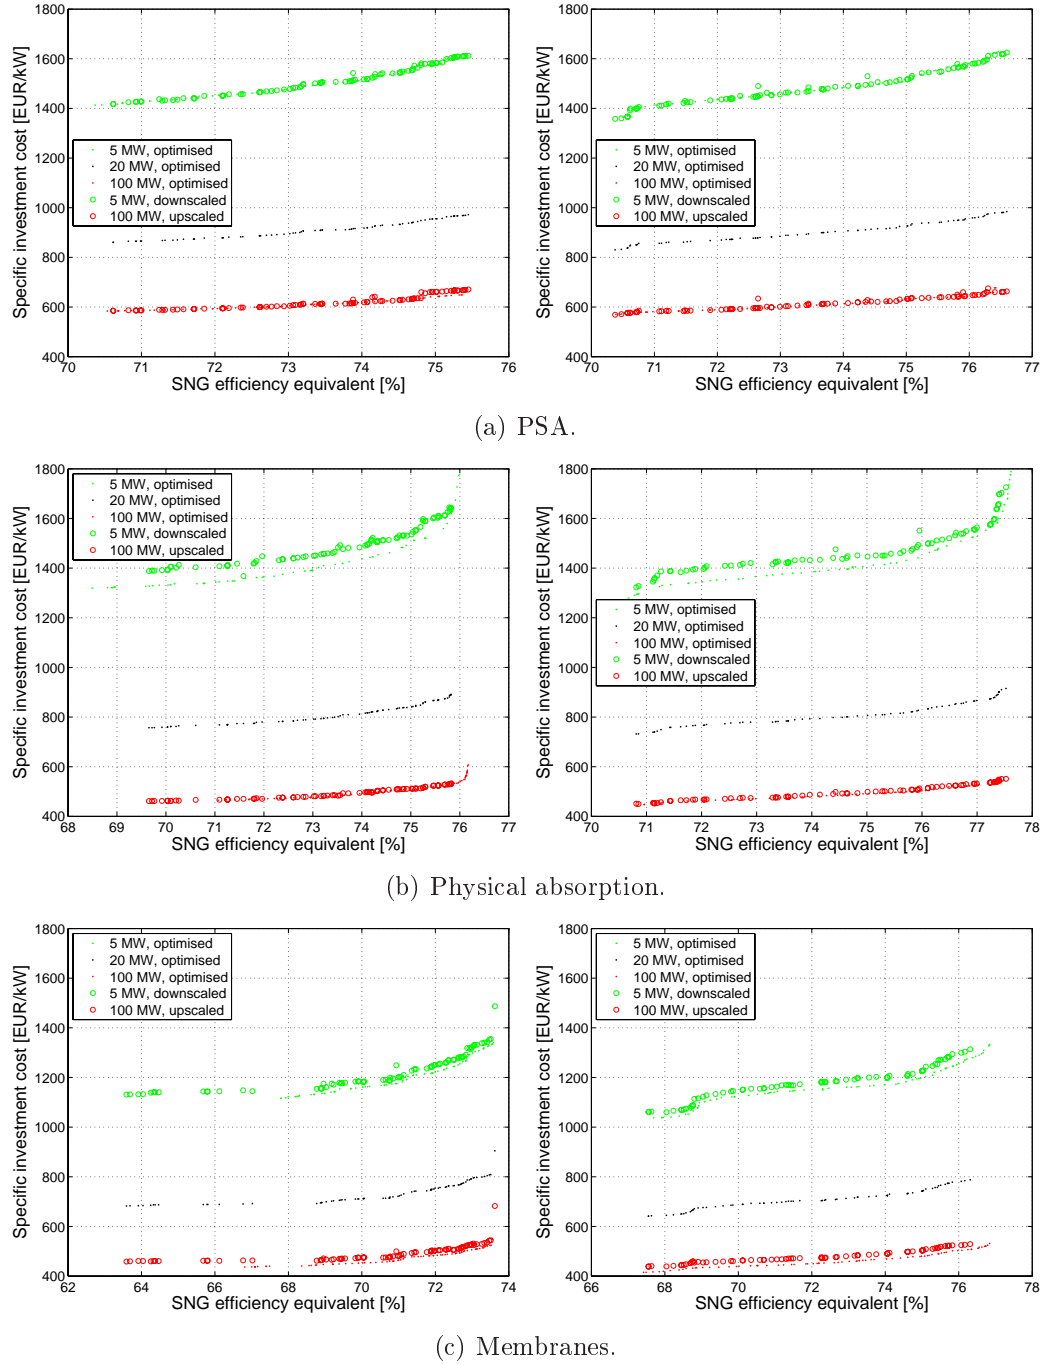 1800
1600
1400
1200
1000
800
600
400
Specific investment cost [EUR/kW]
5 MW, optimised
20 MW, optimised
100 MW, optimised
5 MW, downscaled
100 MW, upscaled
70 71 72 73 74 75 76
SNG efficiency equivalent [%]
1800
1600
1400
1200
1000
800
600
400
Specific investment cost [EUR/kW]
5 MW, optimised
20 MW, optimised
100 MW, optimised
5 MW, downscaled
100 MW, upscaled
70 71 72 73 74 75 76 77
SNG efficiency equivalent [%]
(a) PSA.
1800
1600
1400
1200
1000
800
600
400
Specific investment cost [EUR/kW]
5 MW, optimised
20 MW, optimised
100 MW, optimised
5 MW, downscaled
100 MW, upscaled
68 69 70 71 72 73 74 75 76 77
SNG efficiency equivalent [%]
1800
1600
1400
1200
1000
800
600
400
Specific investment cost [EUR/kW]
5 MW, optimised
20 MW, optimised
100 MW, optimised
5 MW, downscaled
100 MW, upscaled
70 71 72 73 74 75 76 77 78
SNG efficiency equivalent [%]
(b) Physical absorption.
1800
1600
1400
1200
1000
800
600
400
Specific investment cost [EUR/kW]
5 MW, optimised
20 MW, optimised
100 MW, optimised
5 MW, downscaled
100 MW, upscaled
62 64 66 68 70 72 74
SNG efficiency equivalent [%]
1800
1600
1400
1200
1000
800
600
400
Specific investment cost [EUR/kW]
5 MW, optimised
20 MW, optimised
100 MW, optimised
5 MW, downscaled
100 MW, upscaled
66 68 70 72 74 76 78
SNG efficiency equivalent [%]
(c) Membranes.